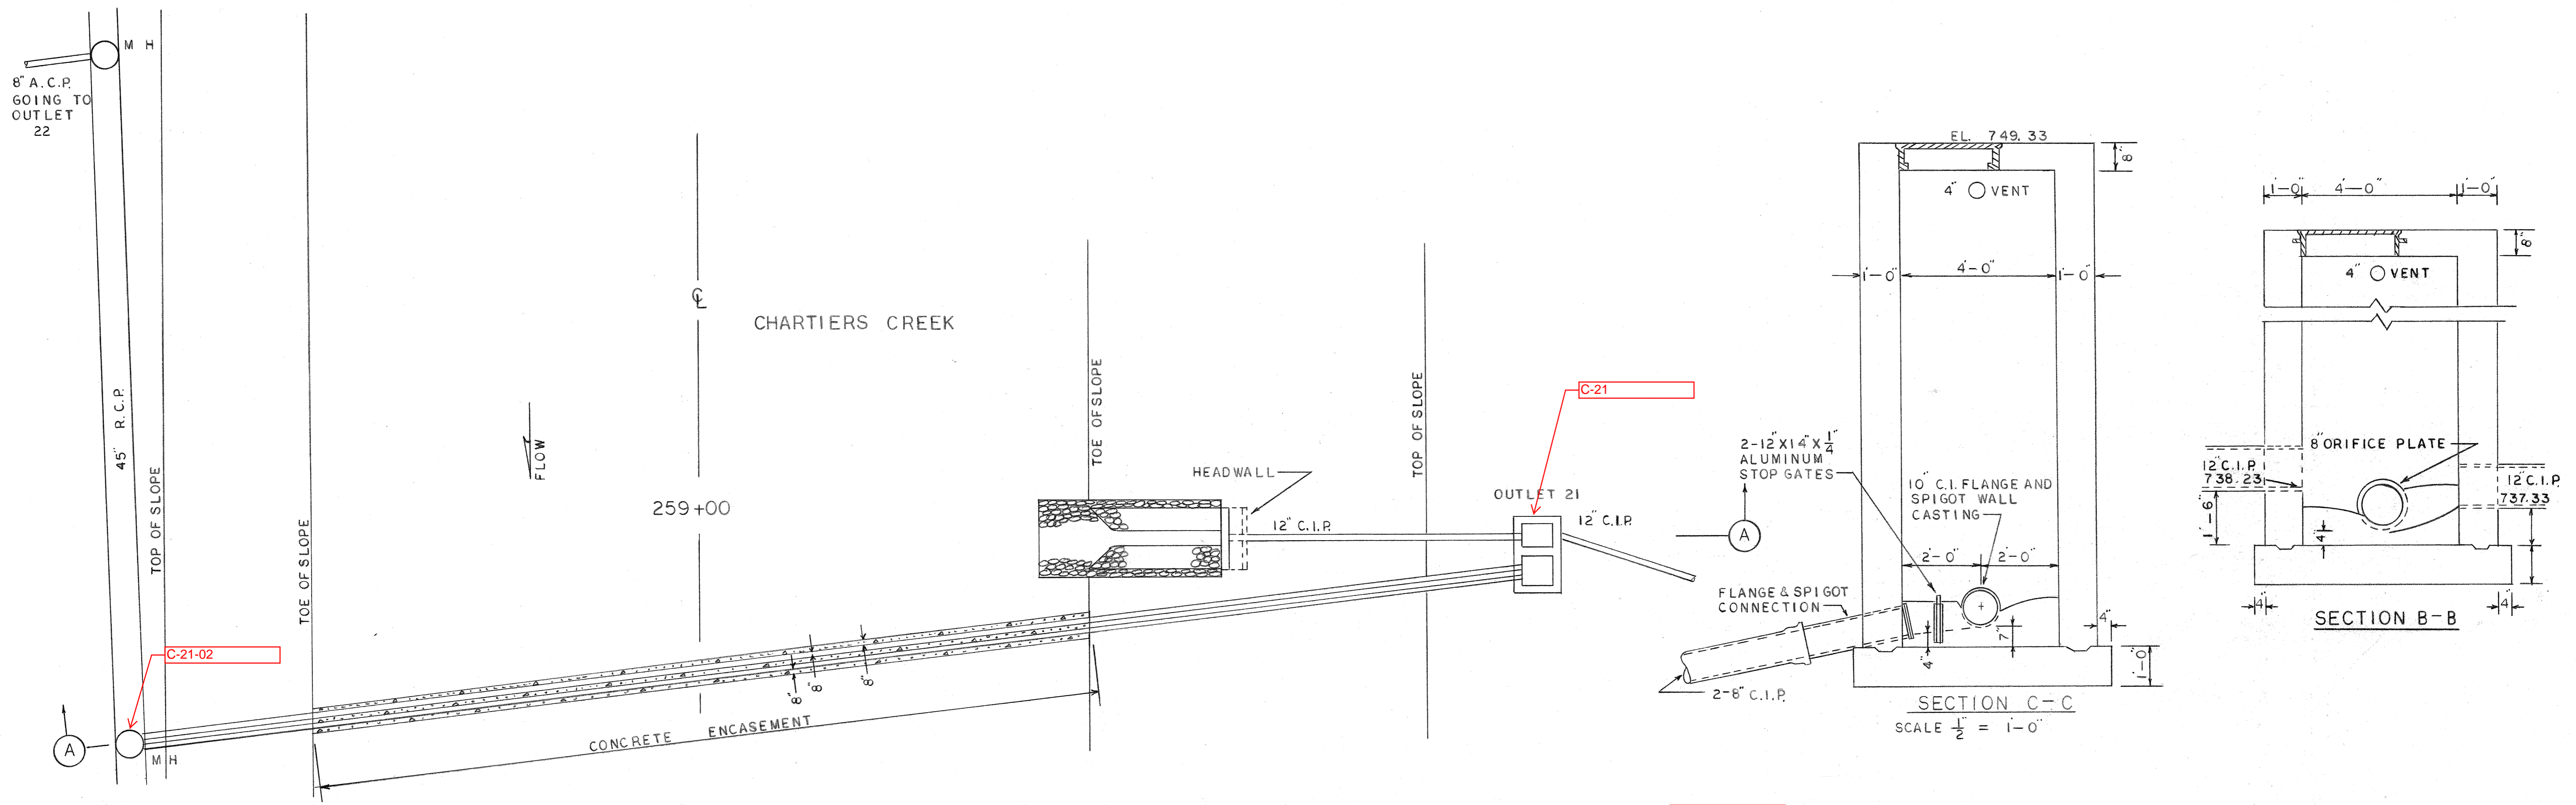 M H
8" A.C.P.
GOING TO
OUTLET
22
45" R.C.P.
TOP OF SLOPE
TOE OF SLOPE
C-21-02
A
M H
℄
CHARTIERS CREEK
FLOW
259+00
8"
8"
8"
CONCRETE ENCASEMENT
TOE OF SLOPE
HEADWALL
12" C.I.P.
TOP OF SLOPE
C-21
OUTLET 21
12" C.I.P.
A
EL. 749.33
8"
4" VENT
1'-0" 4'-0" 1'-0"
2-12"X14"X1/4"
ALUMINUM
STOP GATES
10" C.I. FLANGE AND
SPIGOT WALL
CASTING
2'-0" 2'-0"
FLANGE & SPIGOT
CONNECTION
4"
7"
4"
1'-0"
2-8" C.I.P.
SECTION C-C
SCALE 1/2" = 1'-0"
1'-0" 4'-0" 1'-0"
8"
4" VENT
8" ORIFICE PLATE
12" C.I.P.
738.23
12" C.I.P.
737.33
1'-6"
4"
4"
4"
SECTION B-B